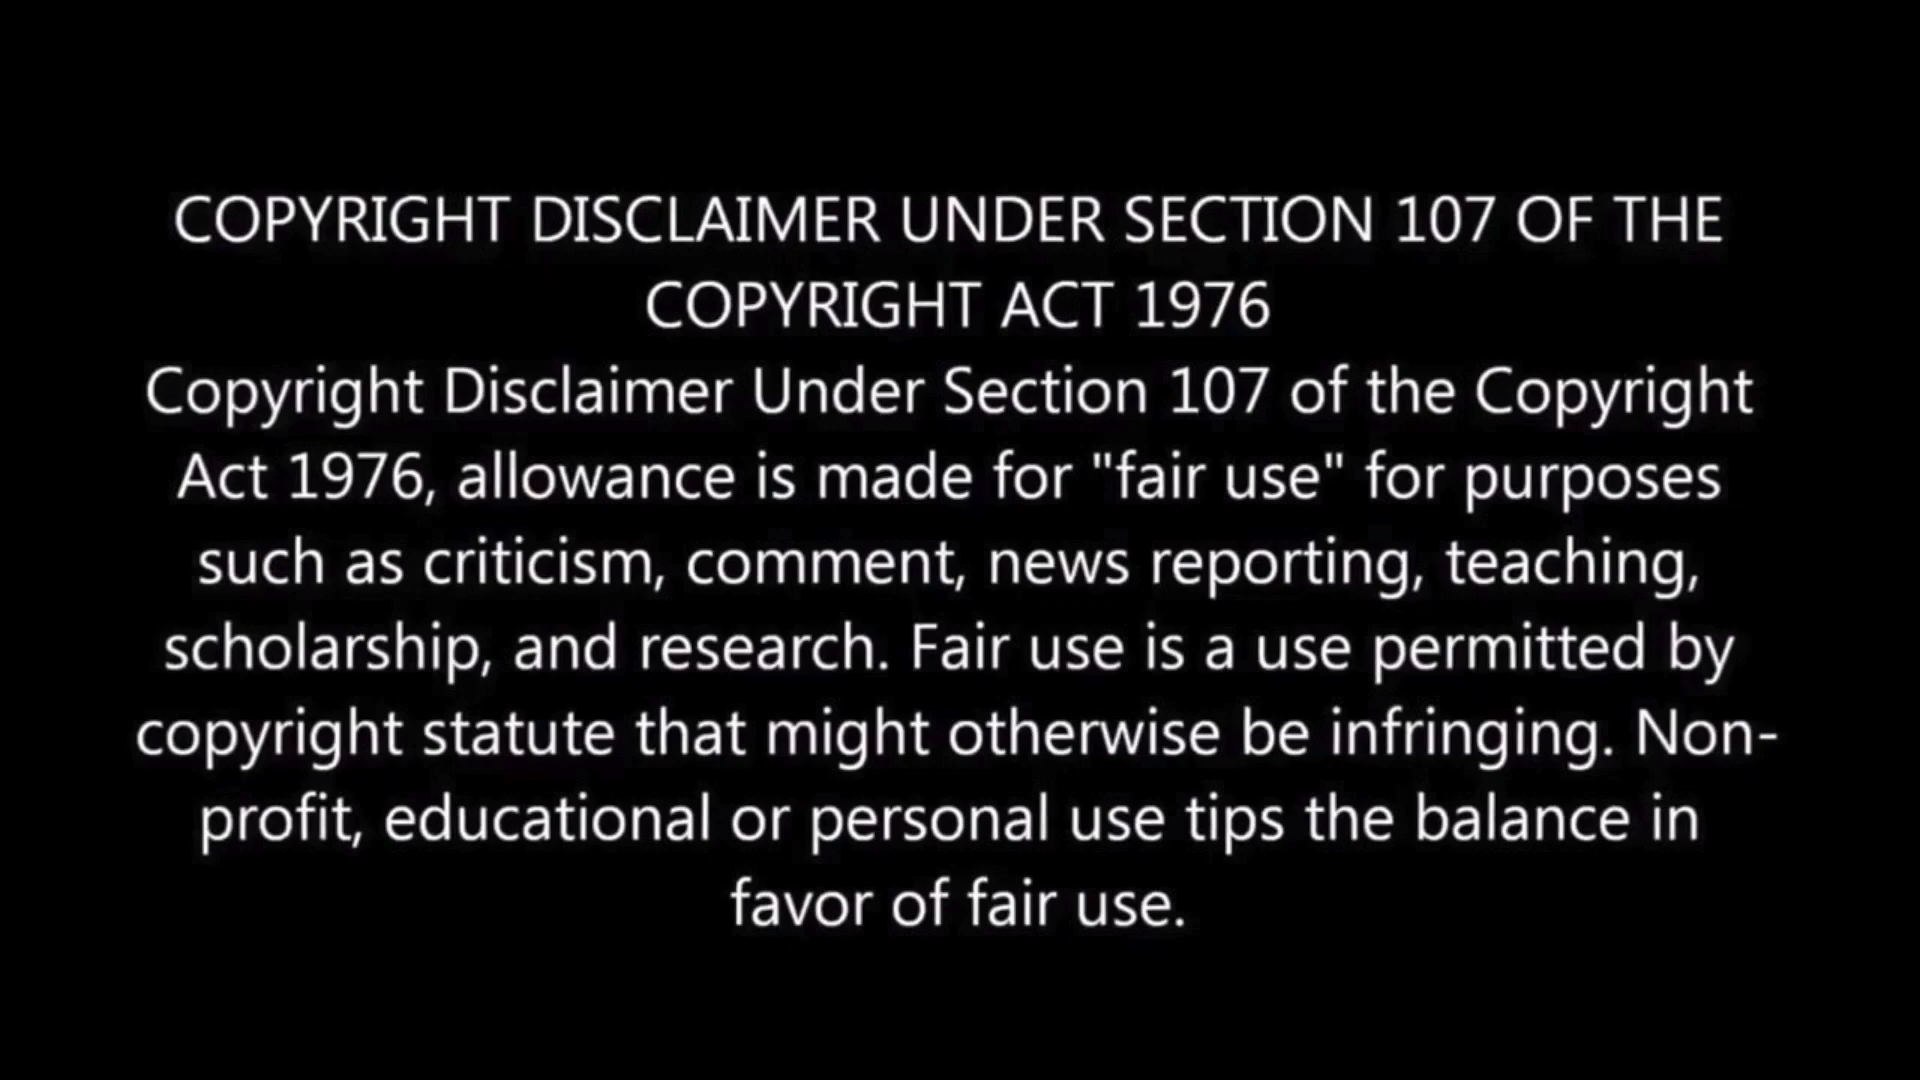 COPYRIGHT DISCLAIMER UNDER SECTION 107 OF THE
COPYRIGHT ACT 1976
Copyright Disclaimer Under Section 107 of the Copyright
Act 1976, allowance is made for "fair use" for purposes
such as criticism, comment, news reporting, teaching,
scholarship, and research. Fair use is a use permitted by
copyright statute that might otherwise be infringing. Non-
profit, educational or personal use tips the balance in
favor of fair use.